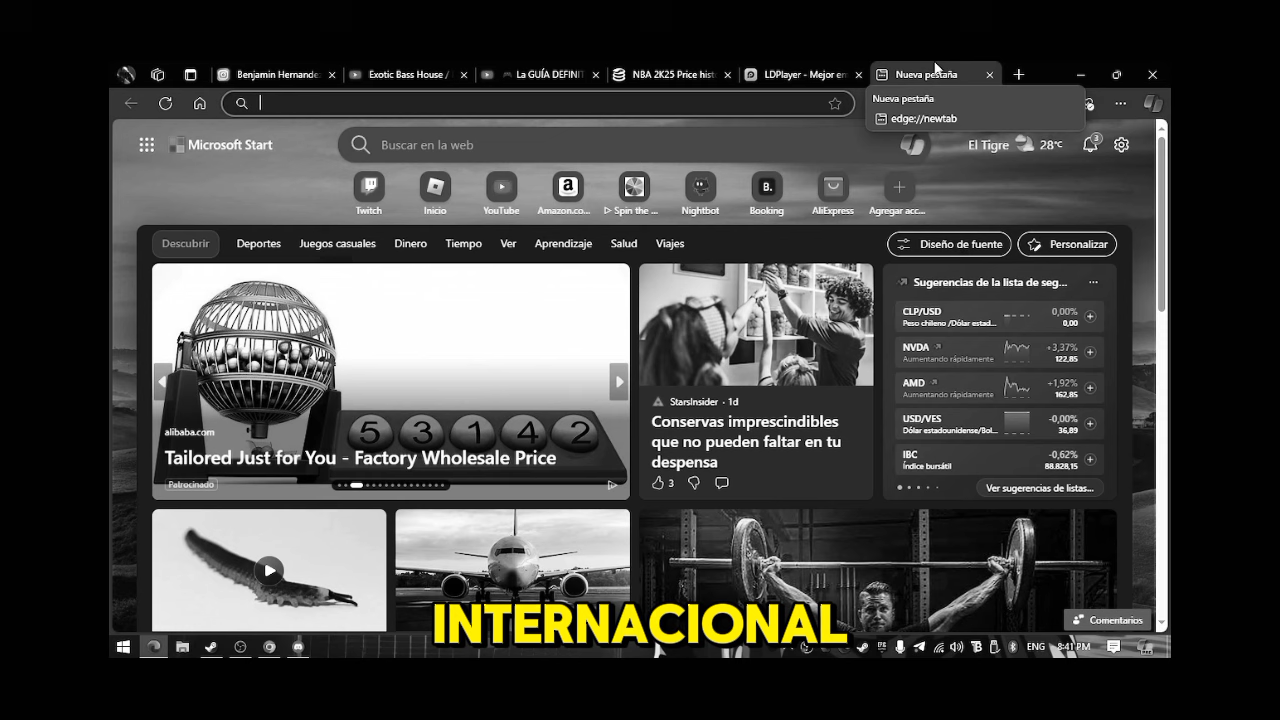 Benjamin Hernande
Exotic Bass House /
La GUÍA DEFINIT
NBA 2K25 Price hist
LDPlayer - Mejor en
Nueva pestaña
Nueva pestaña
edge://newtab
Microsoft Start
Buscar en la web
El Tigre
28°C
3
Twitch
Inicio
YouTube
Amazon.co...
Spin the ...
Nightbot
Booking
AliExpress
Agregar acc...
Descubrir
Deportes
Juegos casuales
Dinero
Tiempo
Ver
Aprendizaje
Salud
Viajes
Diseño de fuente
Personalizar
5 3 1 4 2
alibaba.com
Tailored Just for You - Factory Wholesale Price
Patrocinado
StarsInsider · 1d
Conservas imprescindibles
que no pueden faltar en tu
despensa
3
Sugerencias de la lista de seg...
CLP/USD 0,00%
Peso chileno /Dólar estad... 0,00
NVDA +3,37%
Aumentando rápidamente 122,85
AMD +1,92%
Aumentando rápidamente 162,85
USD/VES -0,00%
Dólar estadounidense/Bol... 36,89
IBC -0,62%
Índice bursátil 88.828,15
Ver sugerencias de listas...
INTERNACIONAL
Comentarios
ENG
8:41 PM